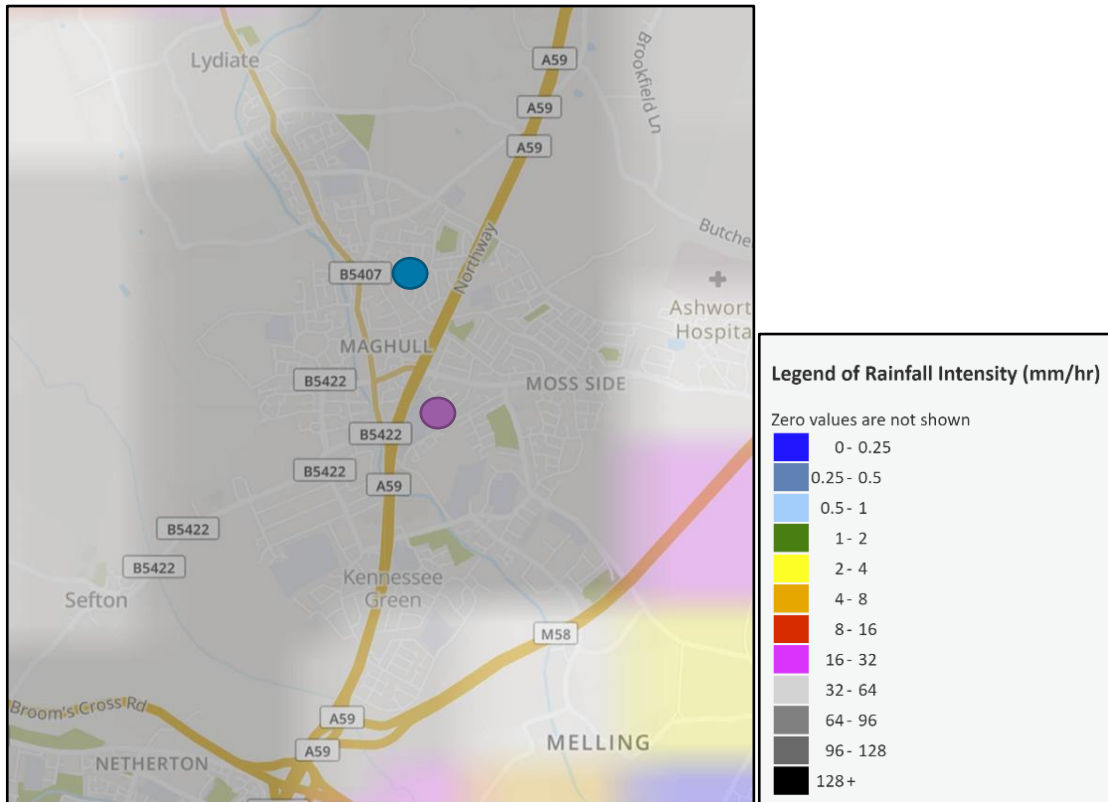 Lydiate
A59
Brookfield Ln
A59
A59
Butche
Northway
B5407
Ashwort
Hospita
MAGHULL
B5422
MOSS SIDE
B5422
B5422
A59
B5422
B5422
Kennessee
Green
Sefton
M58
Broom's Cross Rd
A59
MELLING
A59
NETHERTON
Legend of Rainfall Intensity (mm/hr)
Zero values are not shown
0 - 0.25
0.25 - 0.5
0.5 - 1
1 - 2
2 - 4
4 - 8
8 - 16
16 - 32
32 - 64
64 - 96
96 - 128
128 +